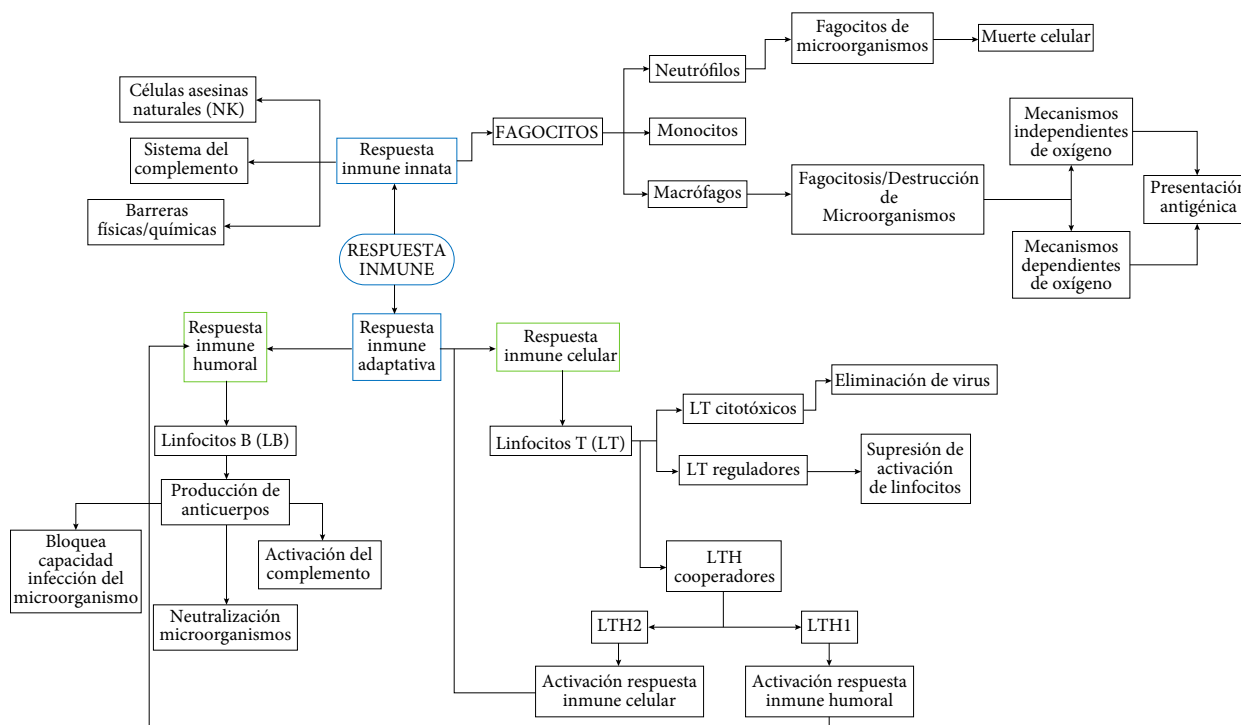 Fagocitos de
microorganismos
Muerte celular
Neutrófilos
Células asesinas
naturales (NK)
Mecanismos
independientes
de oxígeno
FAGOCITOS
Monocitos
Respuesta
inmune innata
Sistema del
complemento
Macrófagos
Fagocitosis/Destrucción
de
Microorganismos
Presentación
antigénica
Barreras
físicas/químicas
RESPUESTA
INMUNE
Mecanismos
dependientes
de oxígeno
Respuesta
inmune
humoral
Respuesta
inmune
adaptativa
Respuesta
inmune celular
Eliminación de virus
LT citotóxicos
Linfocitos B (LB)
Linfocitos T (LT)
LT reguladores
Supresión de
activación
de linfocitos
Producción de
anticuerpos
Bloquea
capacidad
infección del
microorganismo
Activación del
complemento
LTH
cooperadores
Neutralización
microorganismos
LTH2
LTH1
Activación respuesta
inmune celular
Activación respuesta
inmune humoral